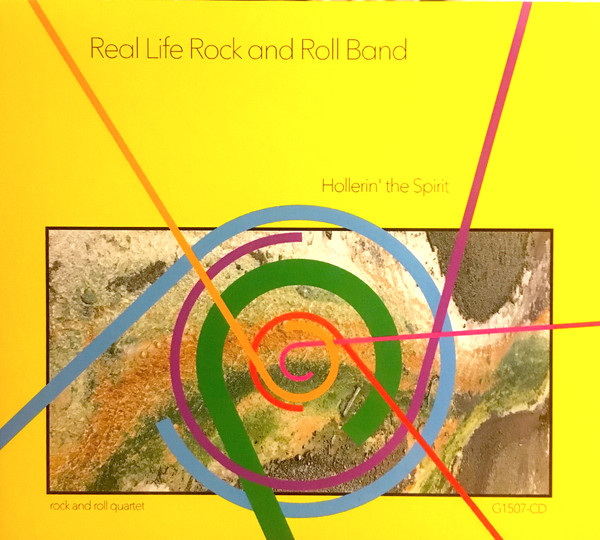 Real Life Rock and Roll Band
Hollerin' the Spirit
rock and roll quartet
G1507-CD